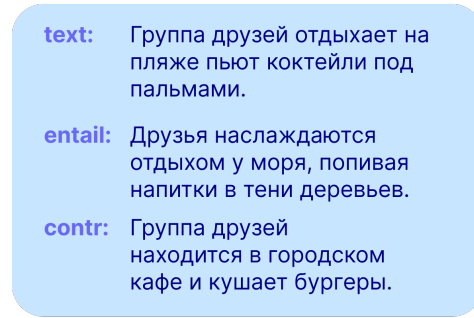 text: Группа друзей отдыхает на
пляже пьют коктейли под
пальмами.
entail: Друзья наслаждаются
отдыхом у моря, попивая
напитки в тени деревьев.
contr: Группа друзей
находится в городском
кафе и кушает бургеры.